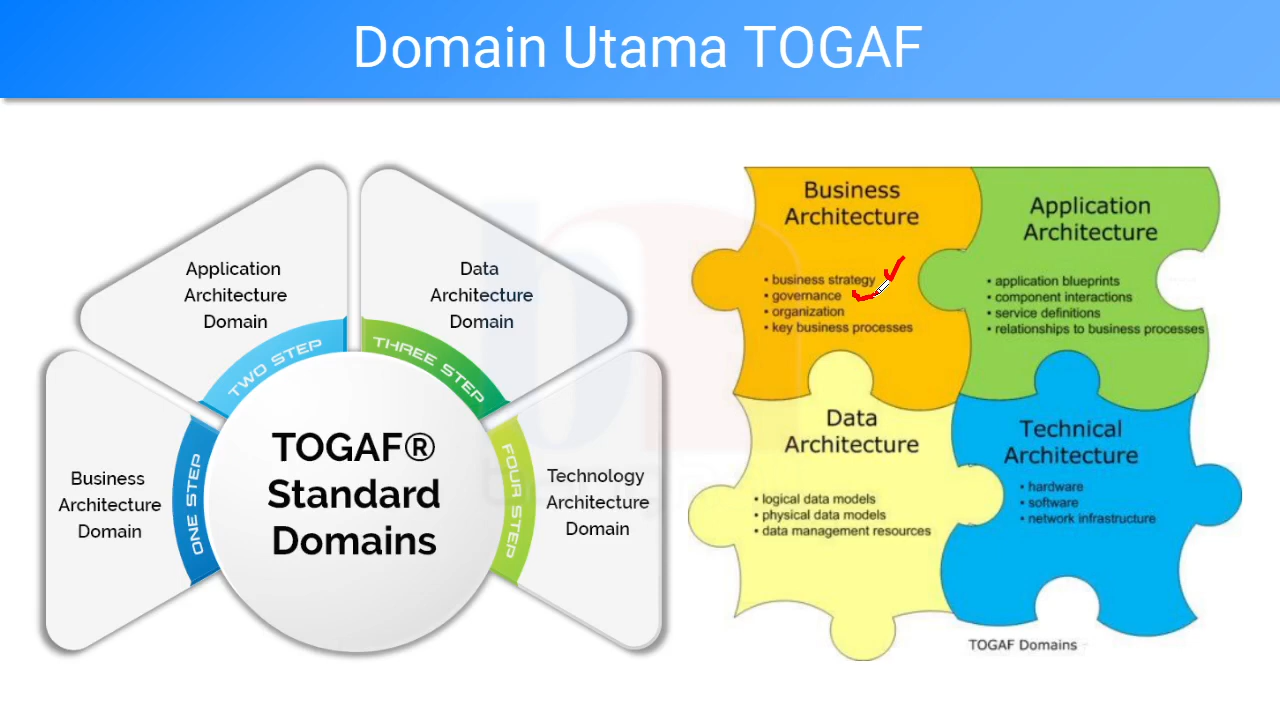 Domain Utama TOGAF
Application
Architecture
Domain
Data
Architecture
Domain
Business
Architecture
Domain
Technology
Architecture
Domain
ONE STEP
TWO STEP
THREE STEP
FOUR STEP
TOGAF®
Standard
Domains
Business
Architecture
• business strategy
• governance
• organization
• key business processes
Application
Architecture
• application blueprints
• component interactions
• service definitions
• relationships to business processes
Data
Architecture
• logical data models
• physical data models
• data management resources
Technical
Architecture
• hardware
• software
• network infrastructure
TOGAF Domains